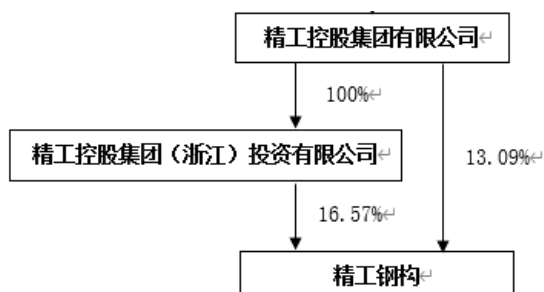 精工控股集团有限公司
100%
精工控股集团（浙江）投资有限公司
13.09%
16.57%
精工钢构